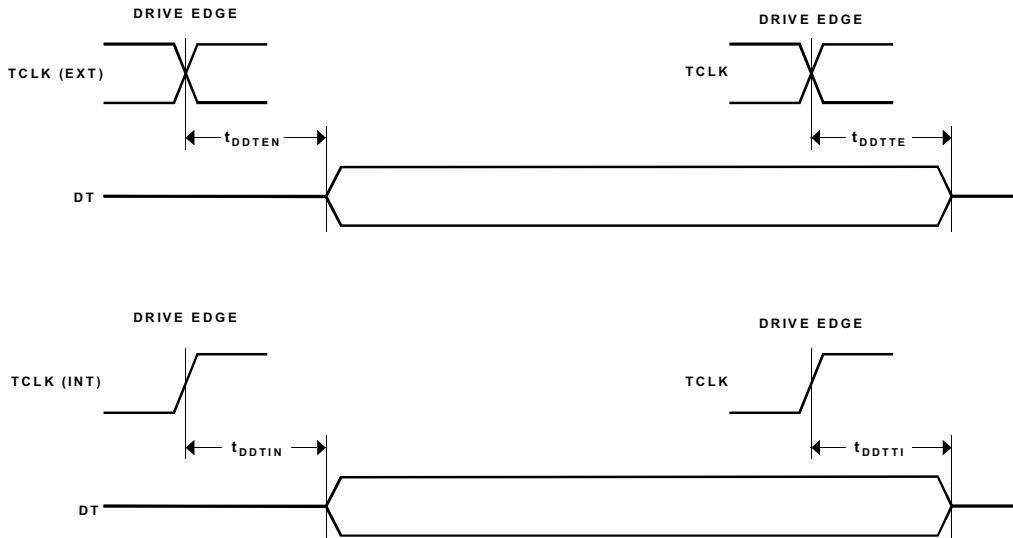 DRIVE EDGE
DRIVE EDGE
TCLK (EXT)
TCLK
tDDTEN
tDDTTE
DT
DRIVE EDGE
DRIVE EDGE
TCLK (INT)
TCLK
tDDTIN
tDDTTI
DT